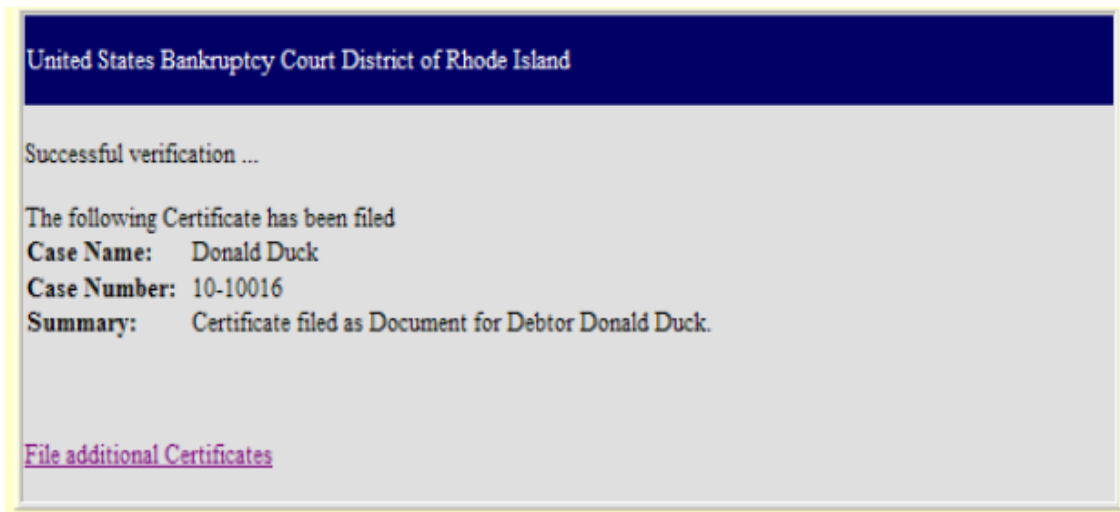 United States Bankruptcy Court District of Rhode Island
Successful verification ...
The following Certificate has been filed
Case Name: Donald Duck
Case Number: 10-10016
Summary: Certificate filed as Document for Debtor Donald Duck.
File additional Certificates